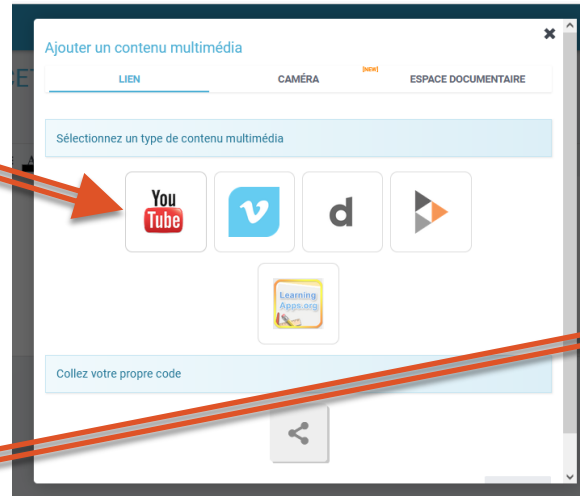 Ajouter un contenu multimédia
LIEN
CAMÉRA
[NEW]
ESPACE DOCUMENTAIRE
Sélectionnez un type de contenu multimédia
You
Tube
v
d
Learning
Apps.org
Collez votre propre code